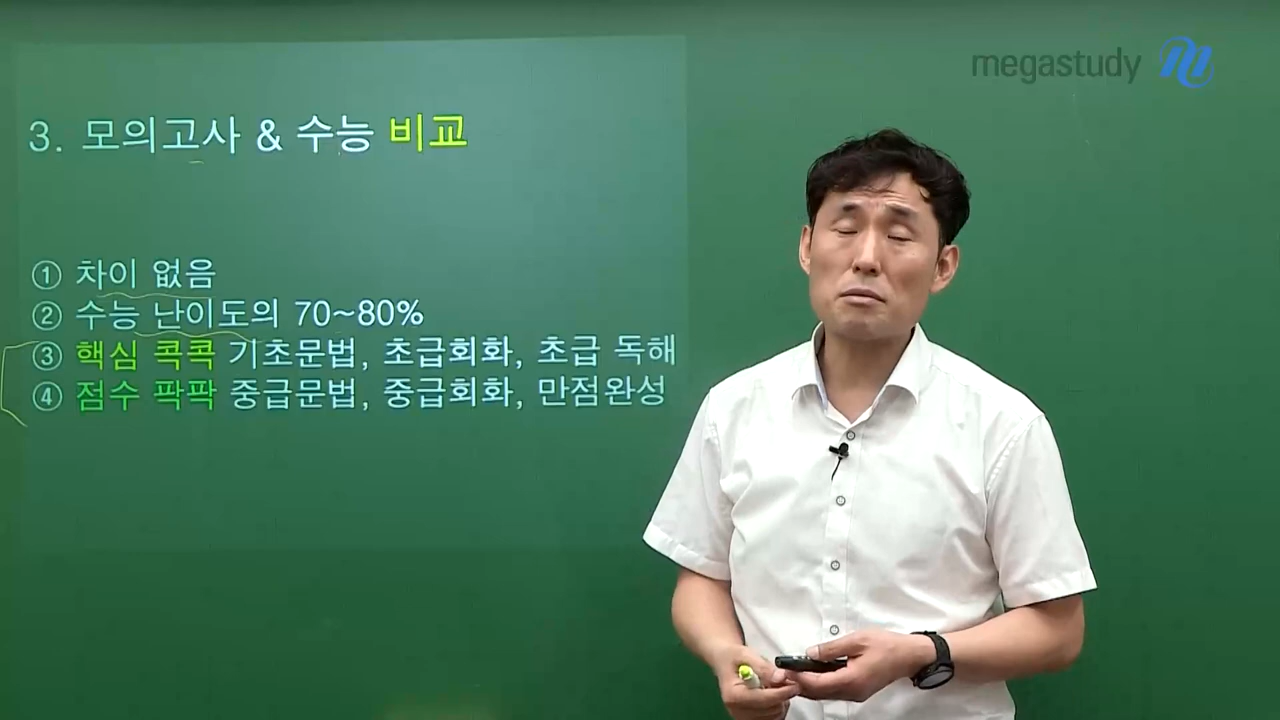 megastudy
3. 모의고사 & 수능 비교
① 차이 없음
② 수능 난이도의 70~80%
③ 핵심 콕콕 기초문법, 초급회화, 초급 독해
④ 점수 팍팍 중급문법, 중급회화, 만점완성